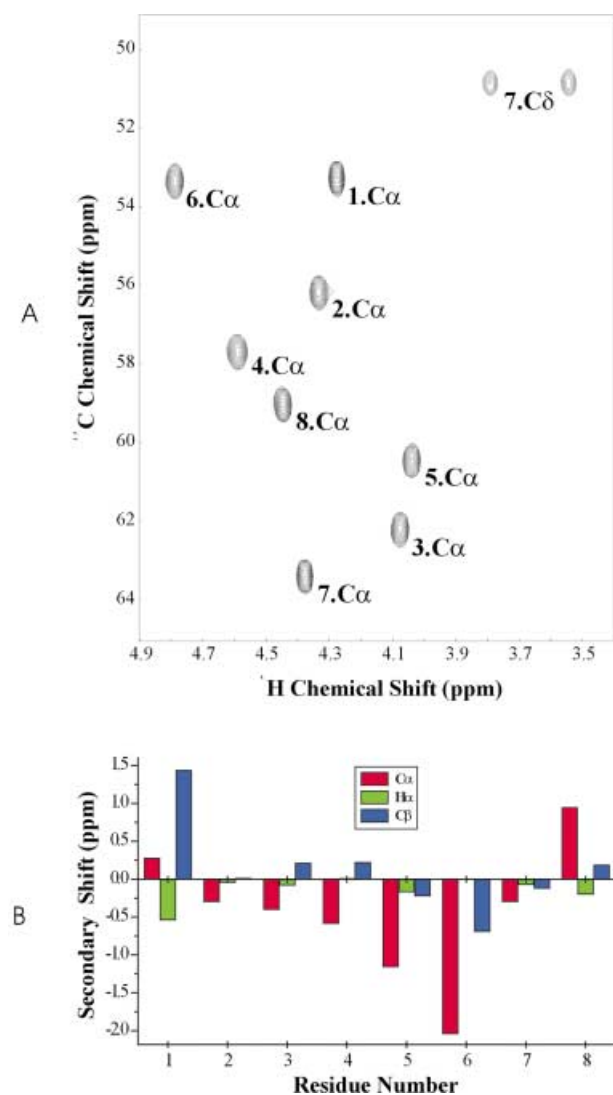 A
50
52
54
56
58
60
62
64
¹³C Chemical Shift (ppm)
7.Cδ
6.Cα
1.Cα
2.Cα
4.Cα
8.Cα
5.Cα
3.Cα
7.Cα
4.9 4.7 4.5 4.3 4.1 3.9 3.7 3.5
¹H Chemical Shift (ppm)
B
1.5
1.0
0.5
0.0
-0.5
-1.0
-1.5
-2.0
Secondary Shift (ppm)
Cα
Hα
Cβ
1 2 3 4 5 6 7 8
Residue Number